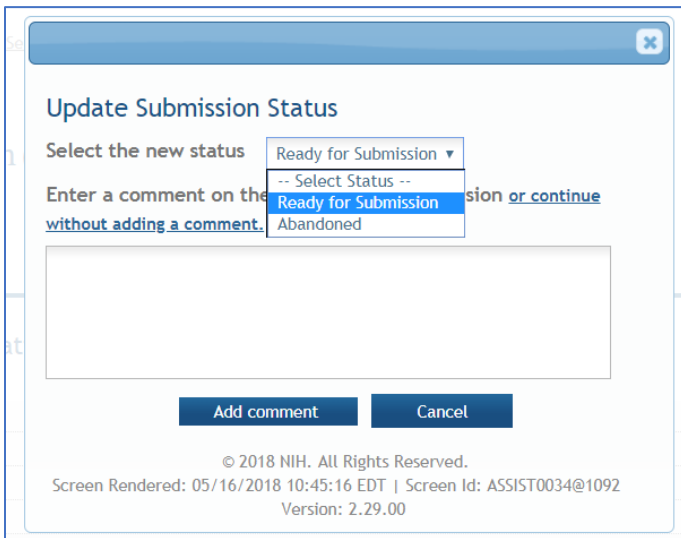 Update Submission Status
Select the new status Ready for Submission
-- Select Status --
Enter a comment on the sion or continue
Ready for Submission
without adding a comment. Abandoned
Add comment Cancel
© 2018 NIH. All Rights Reserved.
Screen Rendered: 05/16/2018 10:45:16 EDT | Screen Id: ASSIST0034@1092
Version: 2.29.00